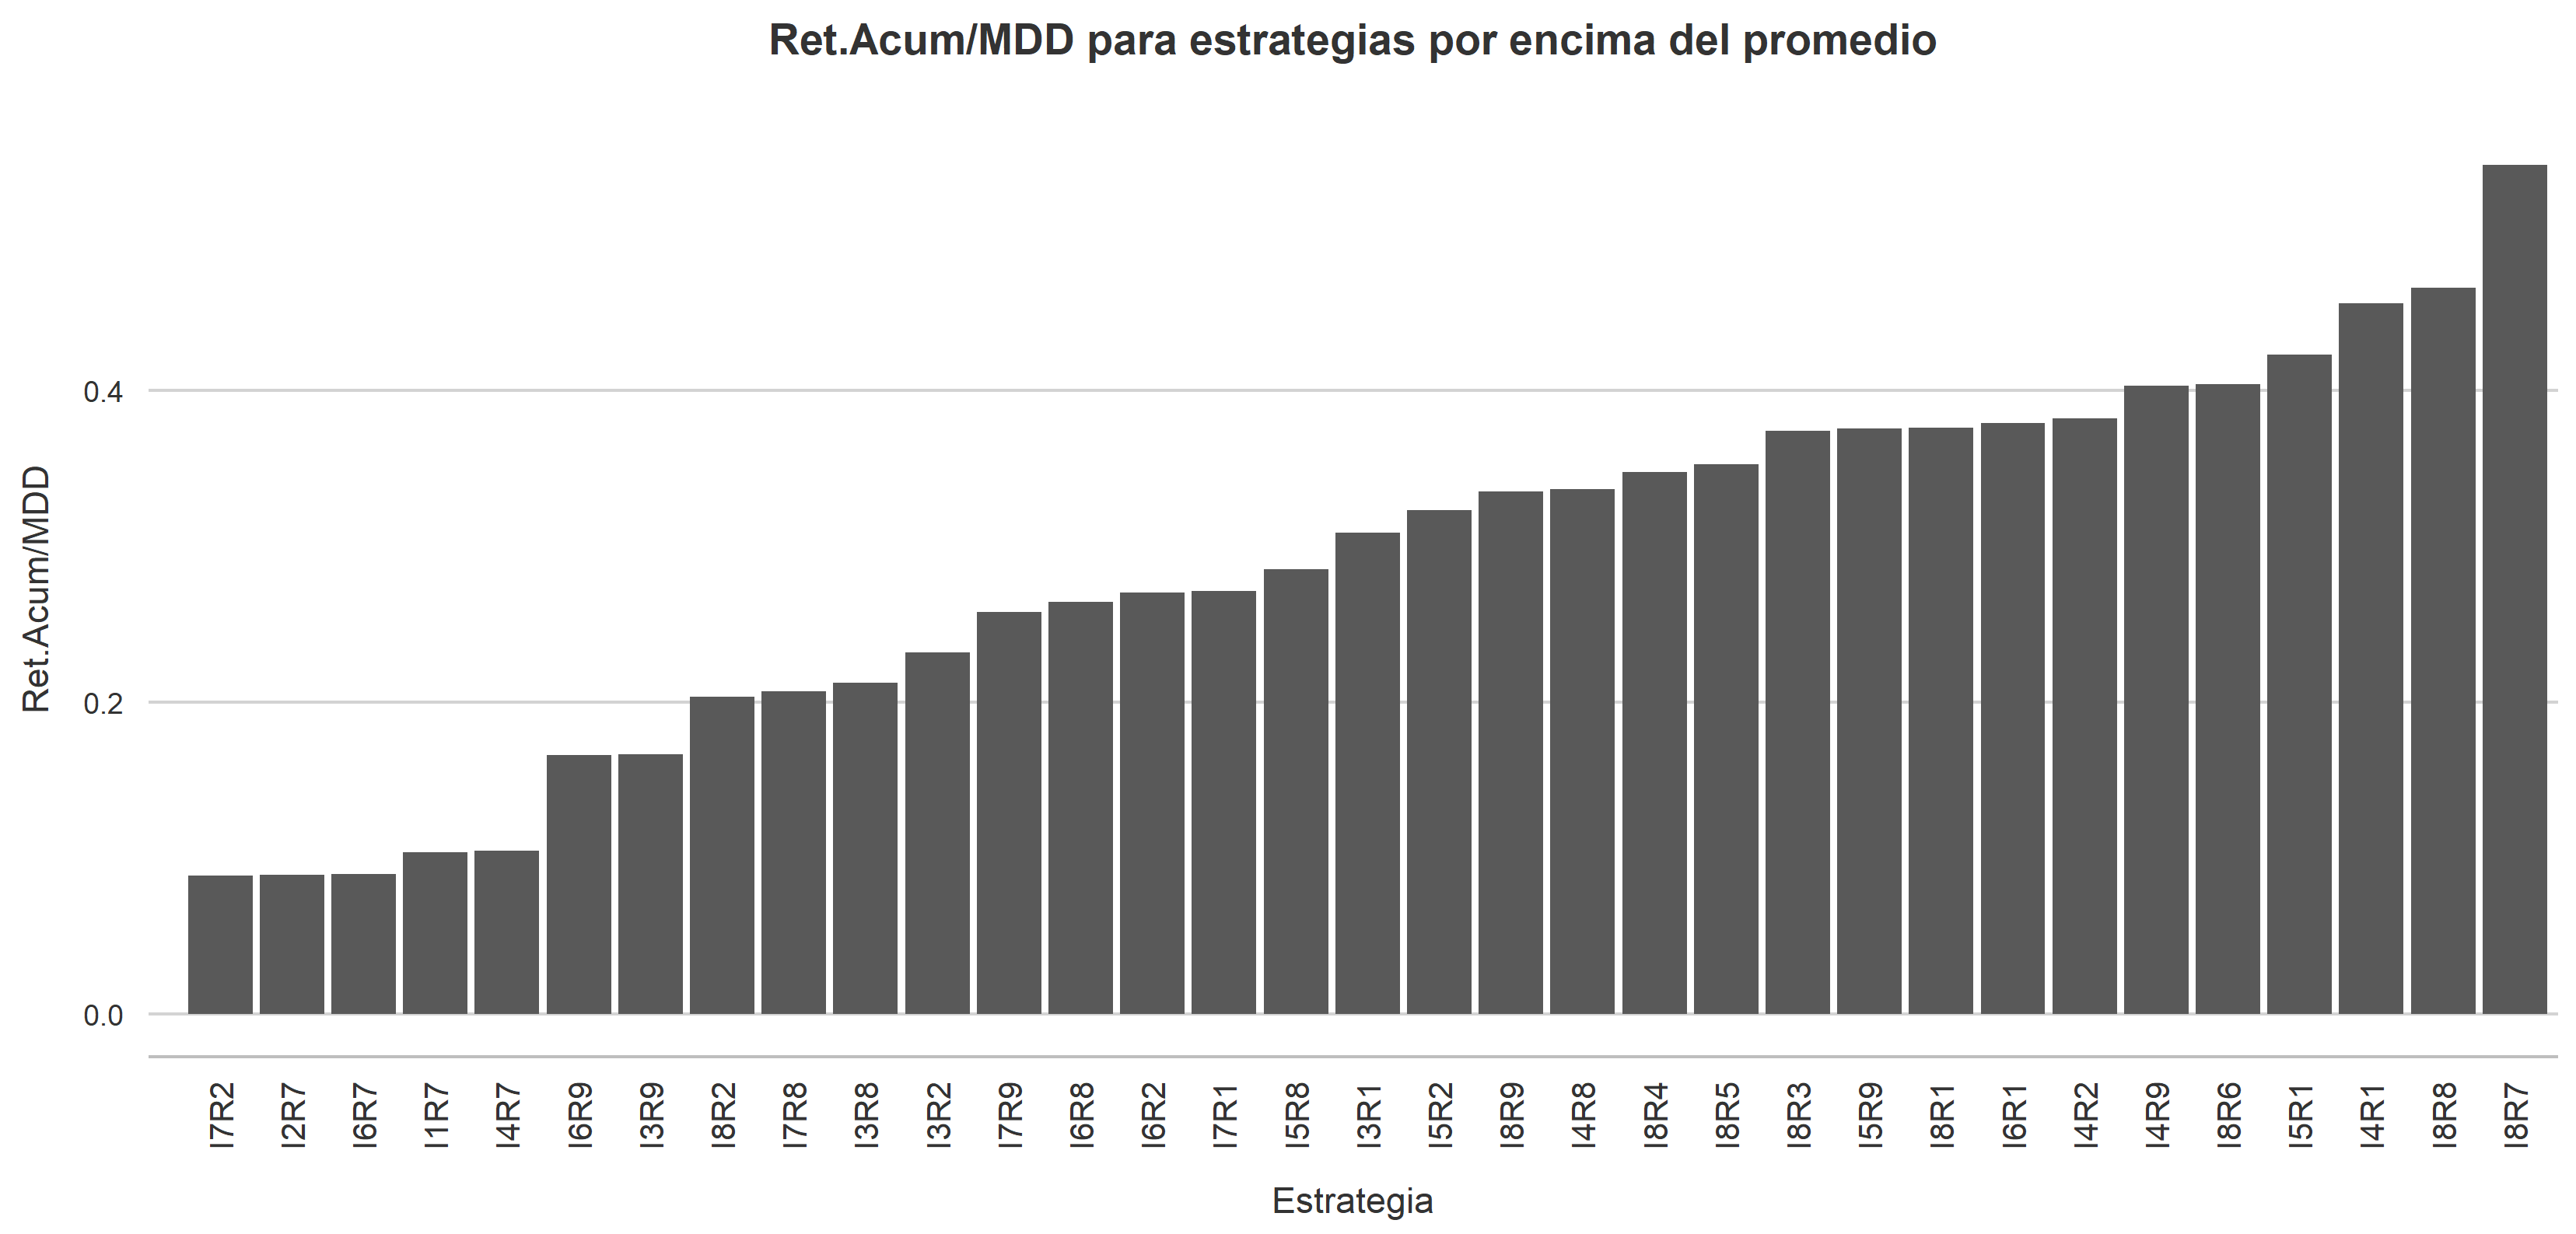 Ret.Acum/MDD para estrategias por encima del promedio
Ret.Acum/MDD
0.4
0.2
0.0
I7R2
I2R7
I6R7
I1R7
I4R7
I6R9
I3R9
I8R2
I7R8
I3R8
I3R2
I7R9
I6R8
I6R2
I7R1
I5R8
I3R1
I5R2
I8R9
I4R8
I8R4
I8R5
I8R3
I5R9
I8R1
I6R1
I4R2
I4R9
I8R6
I5R1
I4R1
I8R8
I8R7
Estrategia